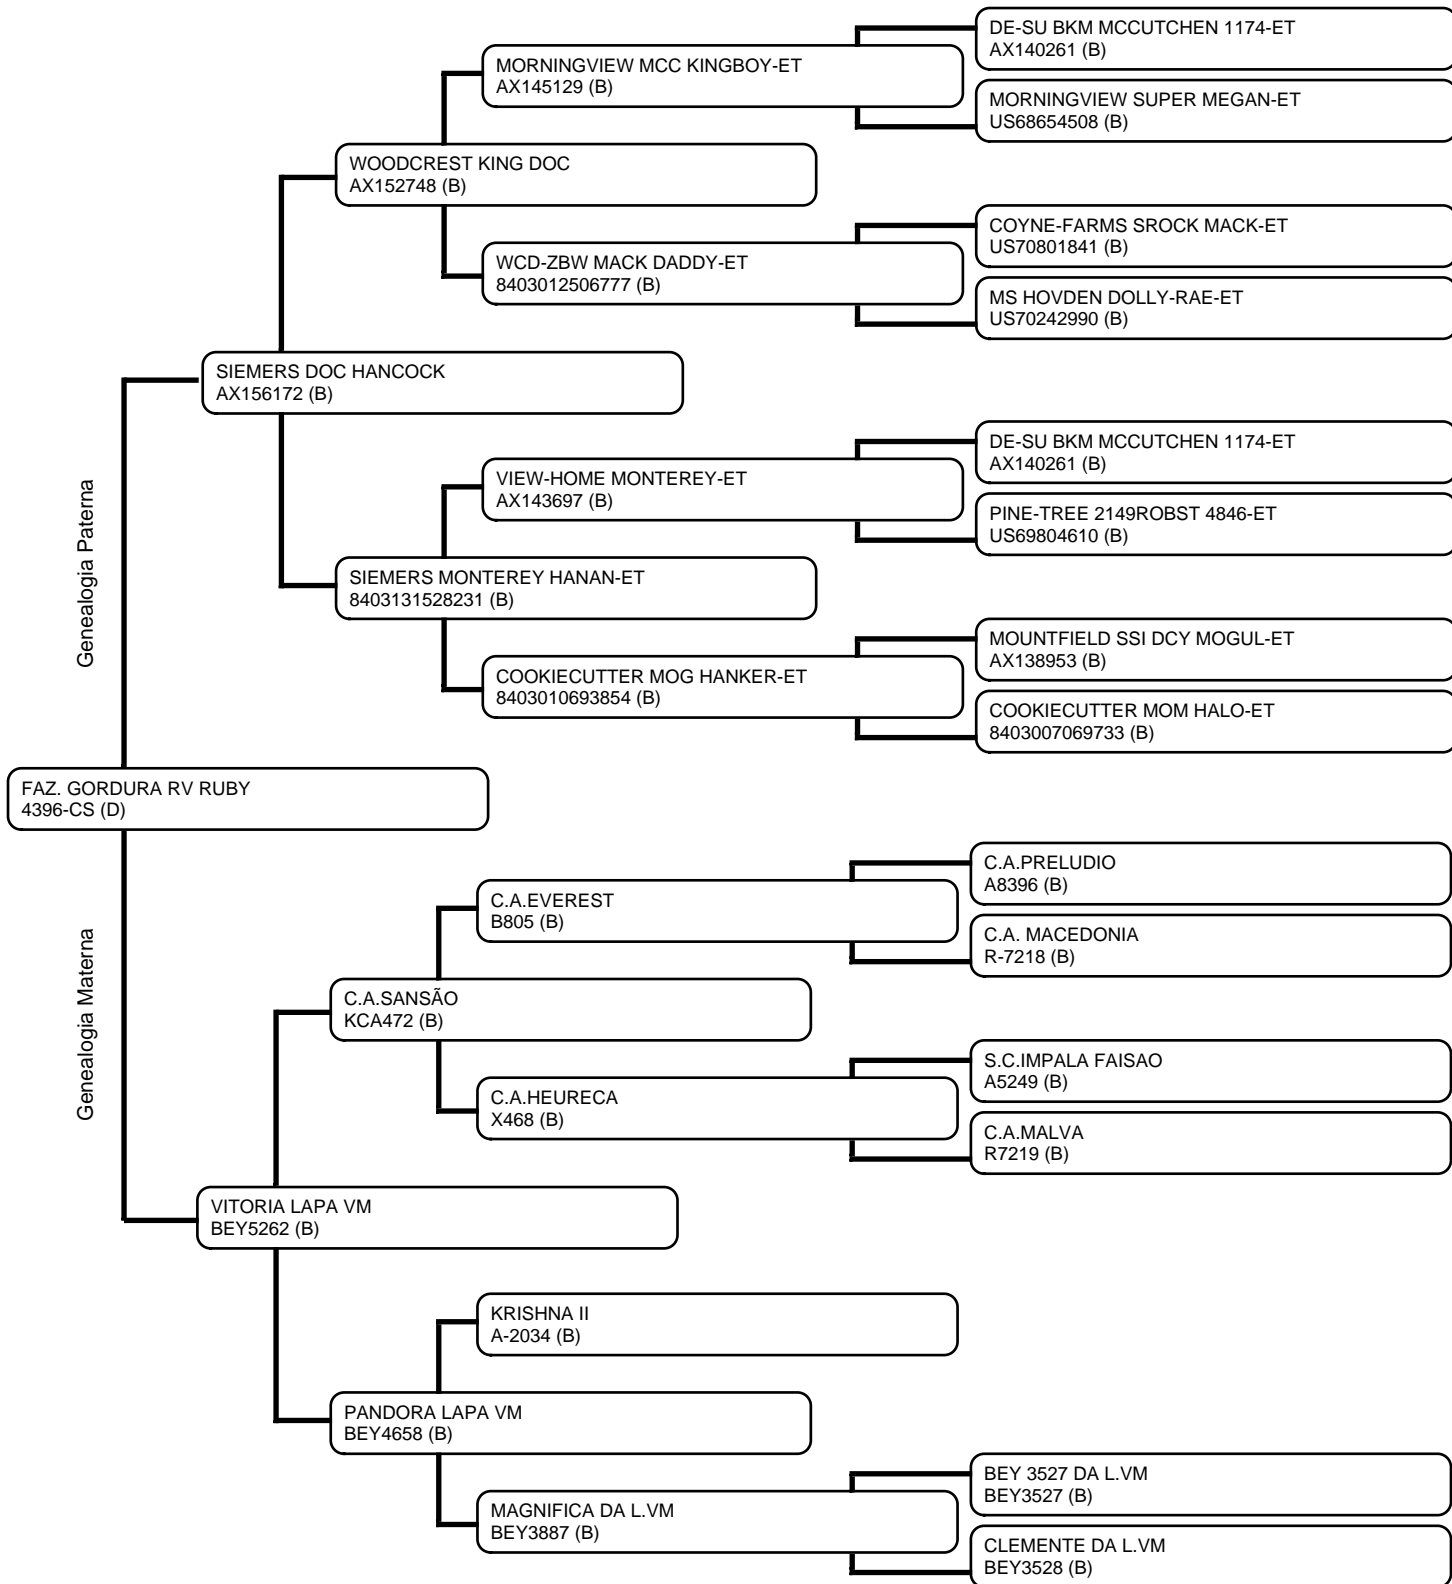 DE-SU BKM MCCUTCHEN 1174-ET
AX140261 (B)
MORNINGVIEW MCC KINGBOY-ET
AX145129 (B)
MORNINGVIEW SUPER MEGAN-ET
US68654508 (B)
WOODCREST KING DOC
AX152748 (B)
COYNE-FARMS SROCK MACK-ET
US70801841 (B)
WCD-ZBW MACK DADDY-ET
8403012506777 (B)
MS HOVDEN DOLLY-RAE-ET
US70242990 (B)
SIEMERS DOC HANCOCK
AX156172 (B)
DE-SU BKM MCCUTCHEN 1174-ET
AX140261 (B)
VIEW-HOME MONTEREY-ET
AX143697 (B)
PINE-TREE 2149ROBST 4846-ET
US69804610 (B)
Genealogia Paterna
SIEMERS MONTEREY HANAN-ET
8403131528231 (B)
MOUNTFIELD SSI DCY MOGUL-ET
AX138953 (B)
COOKIECUTTER MOG HANKER-ET
8403010693854 (B)
COOKIECUTTER MOM HALO-ET
8403007069733 (B)
FAZ. GORDURA RV RUBY
4396-CS (D)
C.A.PRELUDIO
A8396 (B)
C.A.EVEREST
B805 (B)
C.A. MACEDONIA
R-7218 (B)
Genealogia Materna
C.A.SANSÃO
KCA472 (B)
S.C.IMPALA FAISAO
A5249 (B)
C.A.HEURECA
X468 (B)
C.A.MALVA
R7219 (B)
VITORIA LAPA VM
BEY5262 (B)
KRISHNA II
A-2034 (B)
PANDORA LAPA VM
BEY4658 (B)
BEY 3527 DA L.VM
BEY3527 (B)
MAGNIFICA DA L.VM
BEY3887 (B)
CLEMENTE DA L.VM
BEY3528 (B)